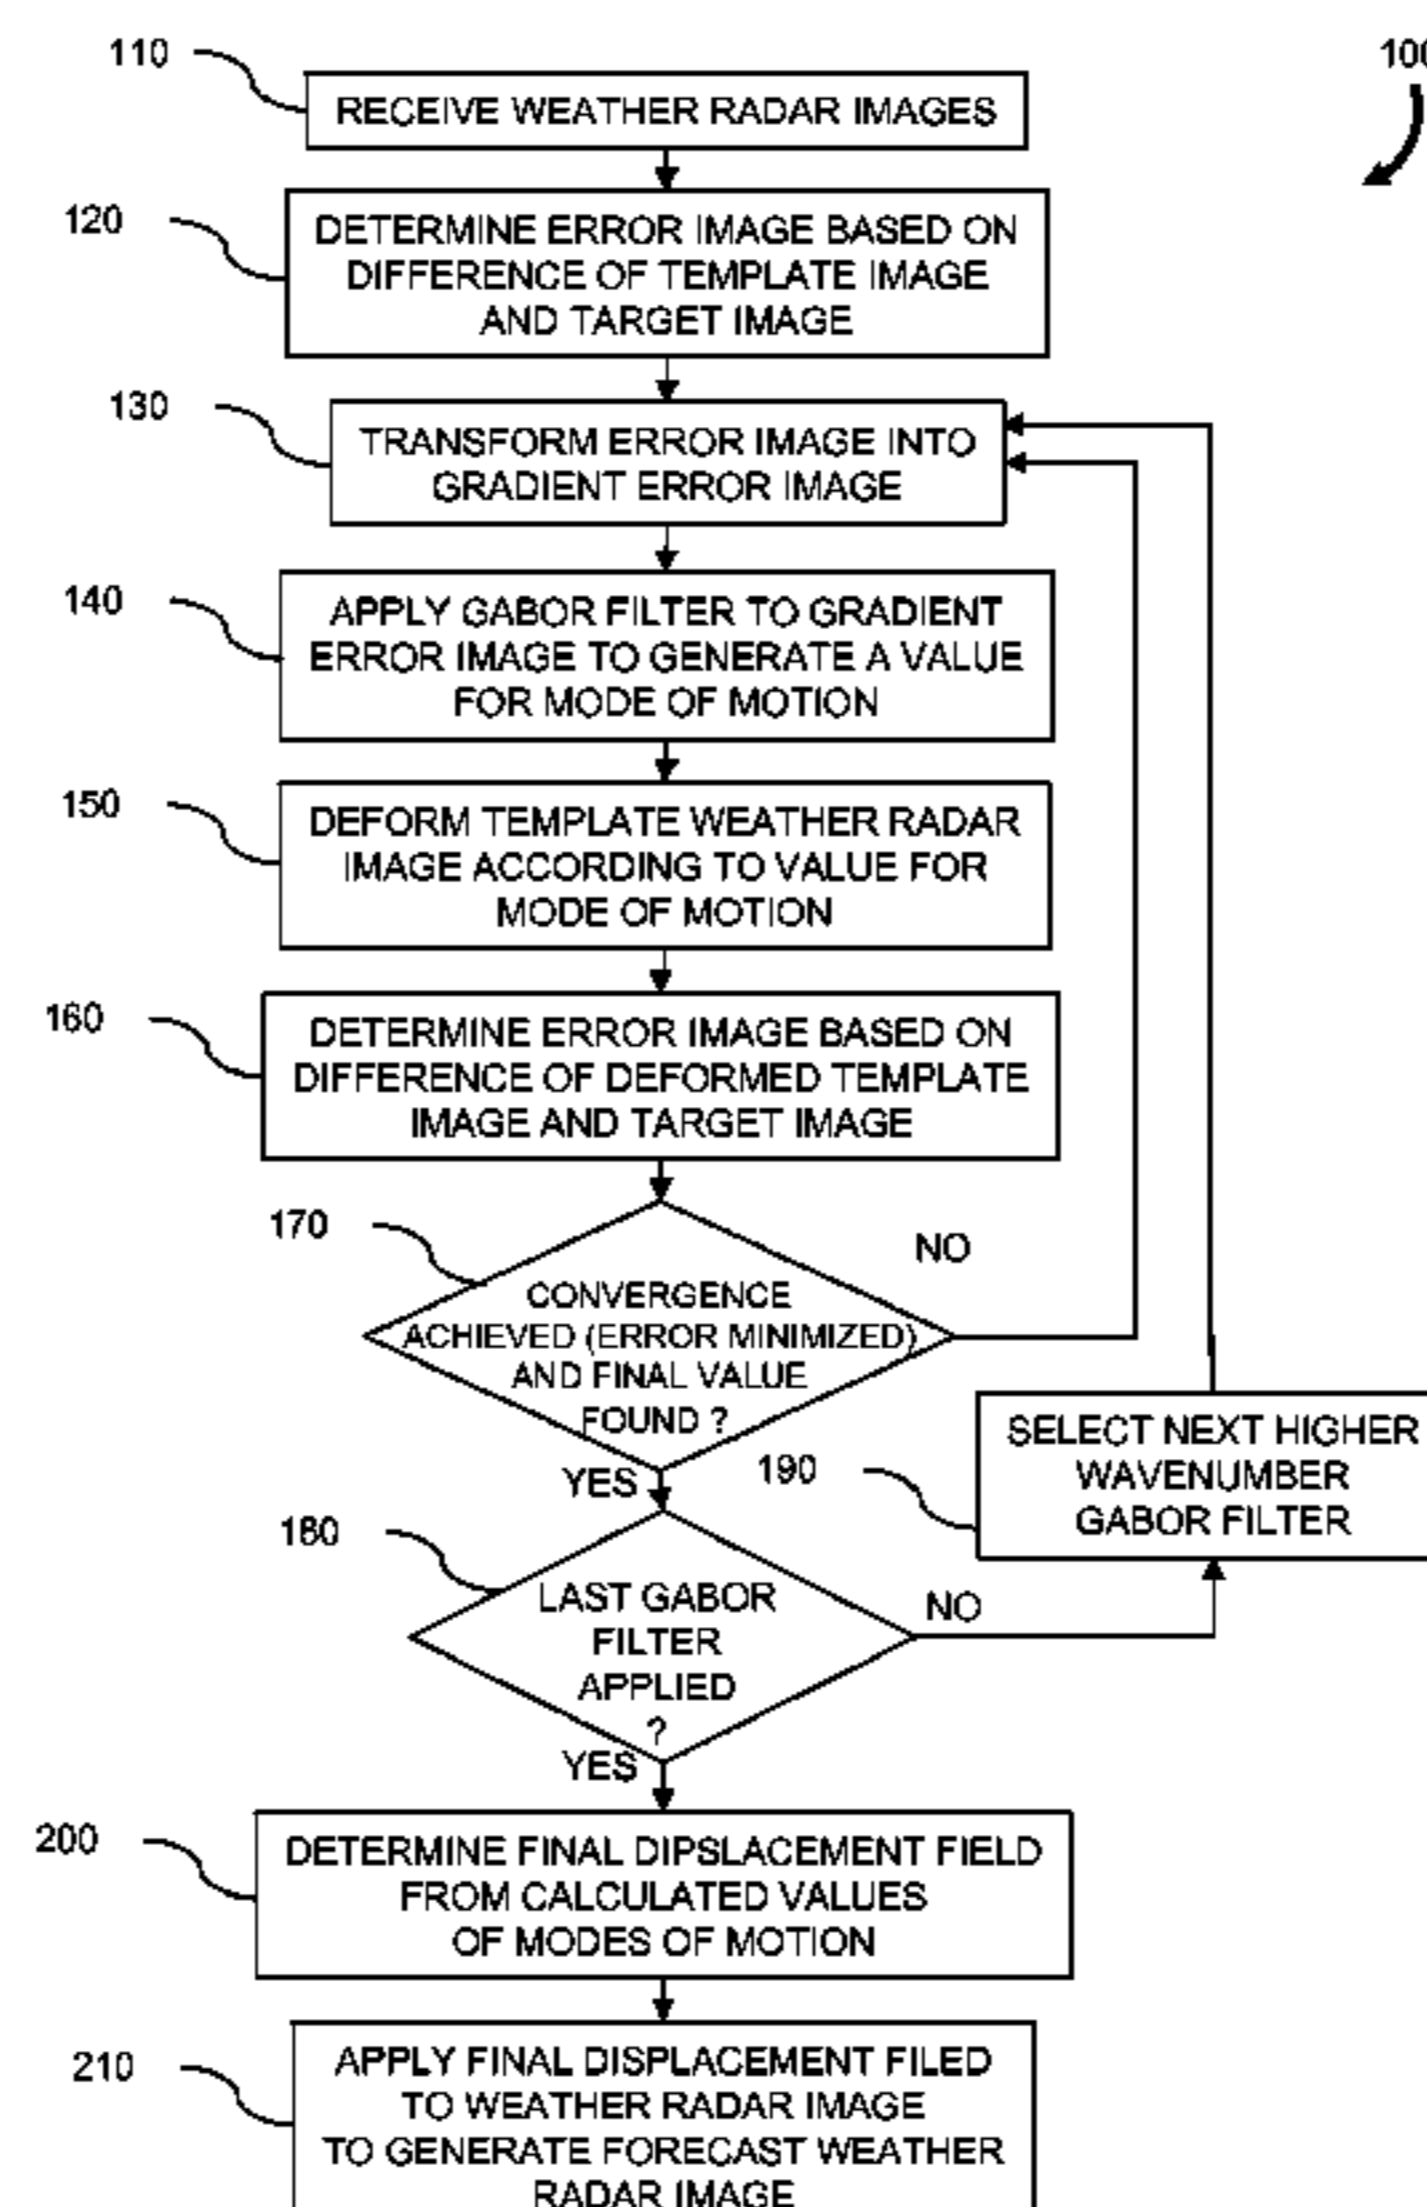 110
100
RECEIVE WEATHER RADAR IMAGES
120
DETERMINE ERROR IMAGE BASED ON
DIFFERENCE OF TEMPLATE IMAGE
AND TARGET IMAGE
130
TRANSFORM ERROR IMAGE INTO
GRADIENT ERROR IMAGE
140
APPLY GABOR FILTER TO GRADIENT
ERROR IMAGE TO GENERATE A VALUE
FOR MODE OF MOTION
150
DEFORM TEMPLATE WEATHER RADAR
IMAGE ACCORDING TO VALUE FOR
MODE OF MOTION
160
DETERMINE ERROR IMAGE BASED ON
DIFFERENCE OF DEFORMED TEMPLATE
IMAGE AND TARGET IMAGE
170
NO
CONVERGENCE
ACHIEVED (ERROR MINIMIZED)
AND FINAL VALUE
FOUND ?
YES
190
SELECT NEXT HIGHER
WAVENUMBER
GABOR FILTER
180
LAST GABOR
FILTER
APPLIED
?
NO
YES
200
DETERMINE FINAL DIPSLACEMENT FIELD
FROM CALCULATED VALUES
OF MODES OF MOTION
210
APPLY FINAL DISPLACEMENT FILED
TO WEATHER RADAR IMAGE
TO GENERATE FORECAST WEATHER
RADAR IMAGE